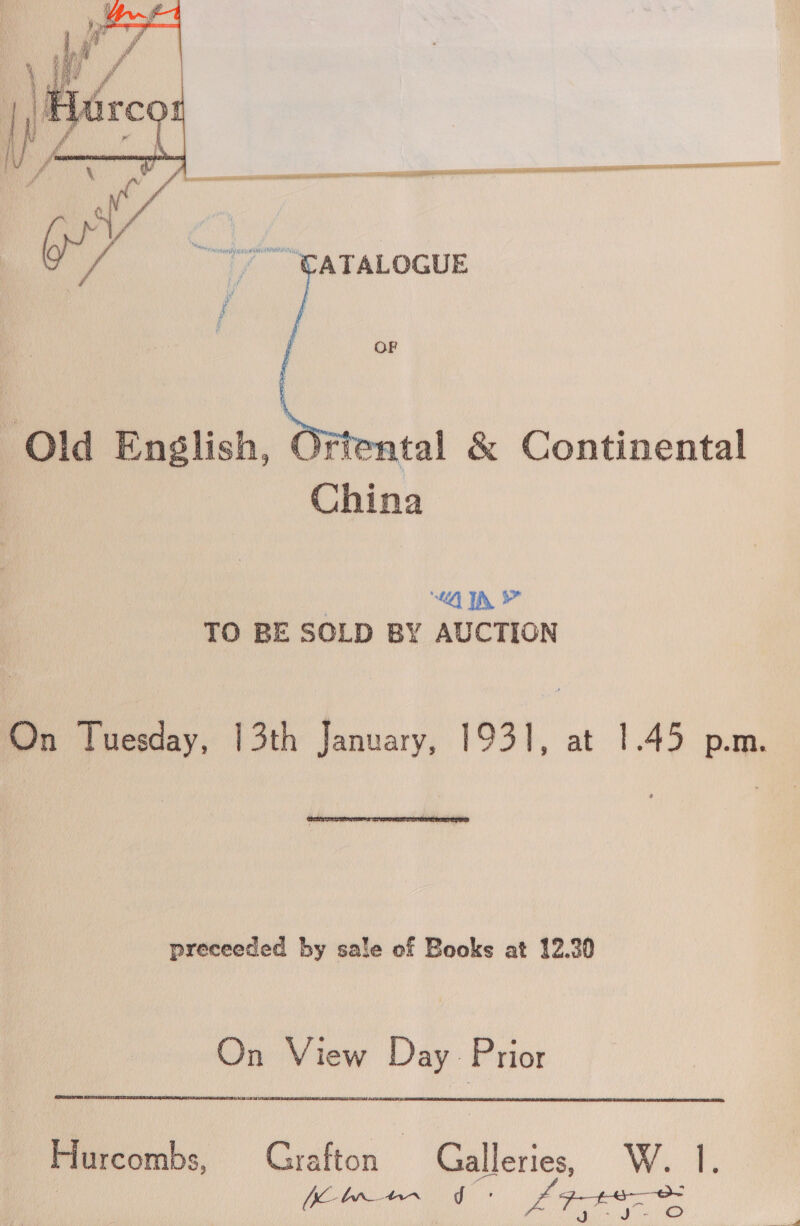 CATALOGUE
OF
Old English, Oriental & Continental
China
TO BE SOLD BY AUCTION
On Tuesday, 13th January, 1931, at 1.45 p.m.
preceeded by sale of Books at 12.30
On View Day Prior
Hurcombs, Grafton Galleries, W. 1.